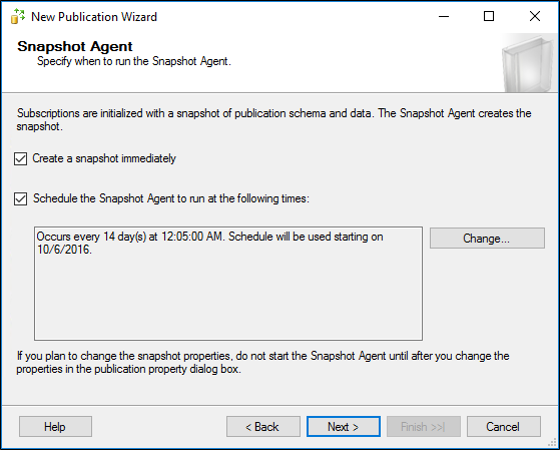 New Publication Wizard
Snapshot Agent
Specify when to run the Snapshot Agent.
Subscriptions are initialized with a snapshot of publication schema and data. The Snapshot Agent creates the
snapshot.
Create a snapshot immediately
Schedule the Snapshot Agent to run at the following times:
Occurs every 14 day(s) at 12:05:00 AM. Schedule will be used starting on
10/6/2016.
Change...
If you plan to change the snapshot properties, do not start the Snapshot Agent until after you change the
properties in the publication property dialog box.
Help
< Back
Next >
Finish >>|
Cancel